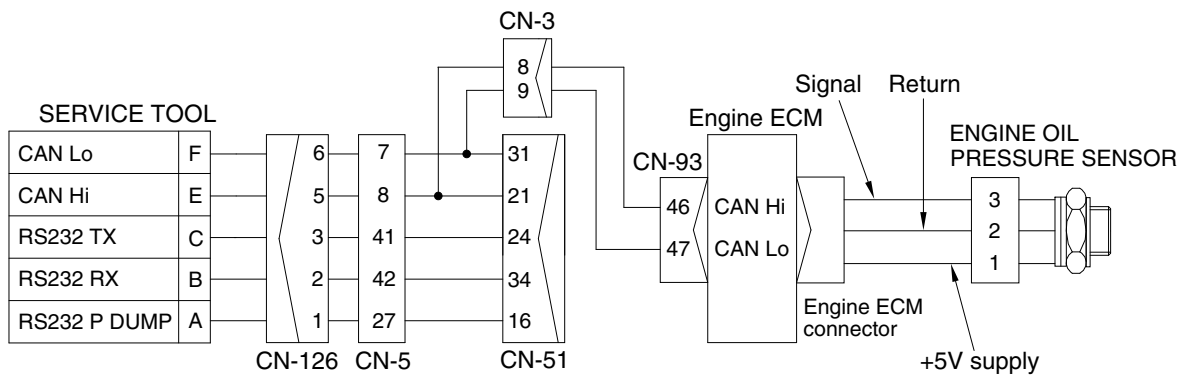 CN-3
8
9
Signal Return
SERVICE TOOL
Engine ECM
ENGINE OIL
PRESSURE SENSOR
CAN Lo F 6 7 31
CAN Hi E 5 8 21
RS232 TX C 3 41 24
RS232 RX B 2 42 34
RS232 P DUMP A 1 27 16
CN-126 CN-5 CN-51
CN-93
46 CAN Hi
47 CAN Lo
3
2
1
Engine ECM
connector
+5V supply